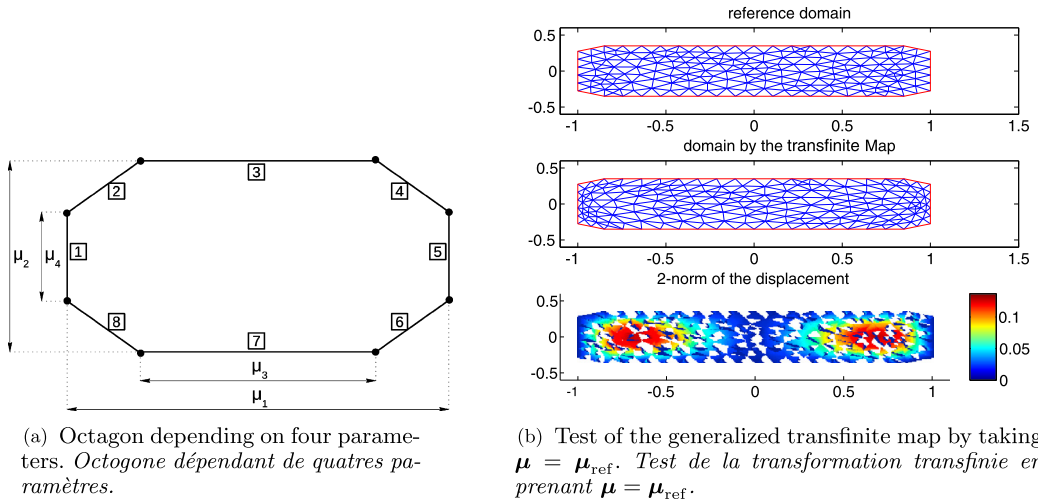 3
2
4
1
5
μ2
μ4
8
6
7
μ3
μ1
(a) Octagon depending on four parame-
ters. Octogone dépendant de quatres pa-
ramètres.
reference domain
0.5
0
-0.5
-1 -0.5 0 0.5 1 1.5
domain by the transfinite Map
0.5
0
-0.5
-1 -0.5 0 0.5 1 1.5
2-norm of the displacement
0.5
0
-0.5
-1 -0.5 0 0.5 1
0.1
0.05
0
(b) Test of the generalized transfinite map by taking
μ = μref. Test de la transformation transfinie en
prenant μ = μref.